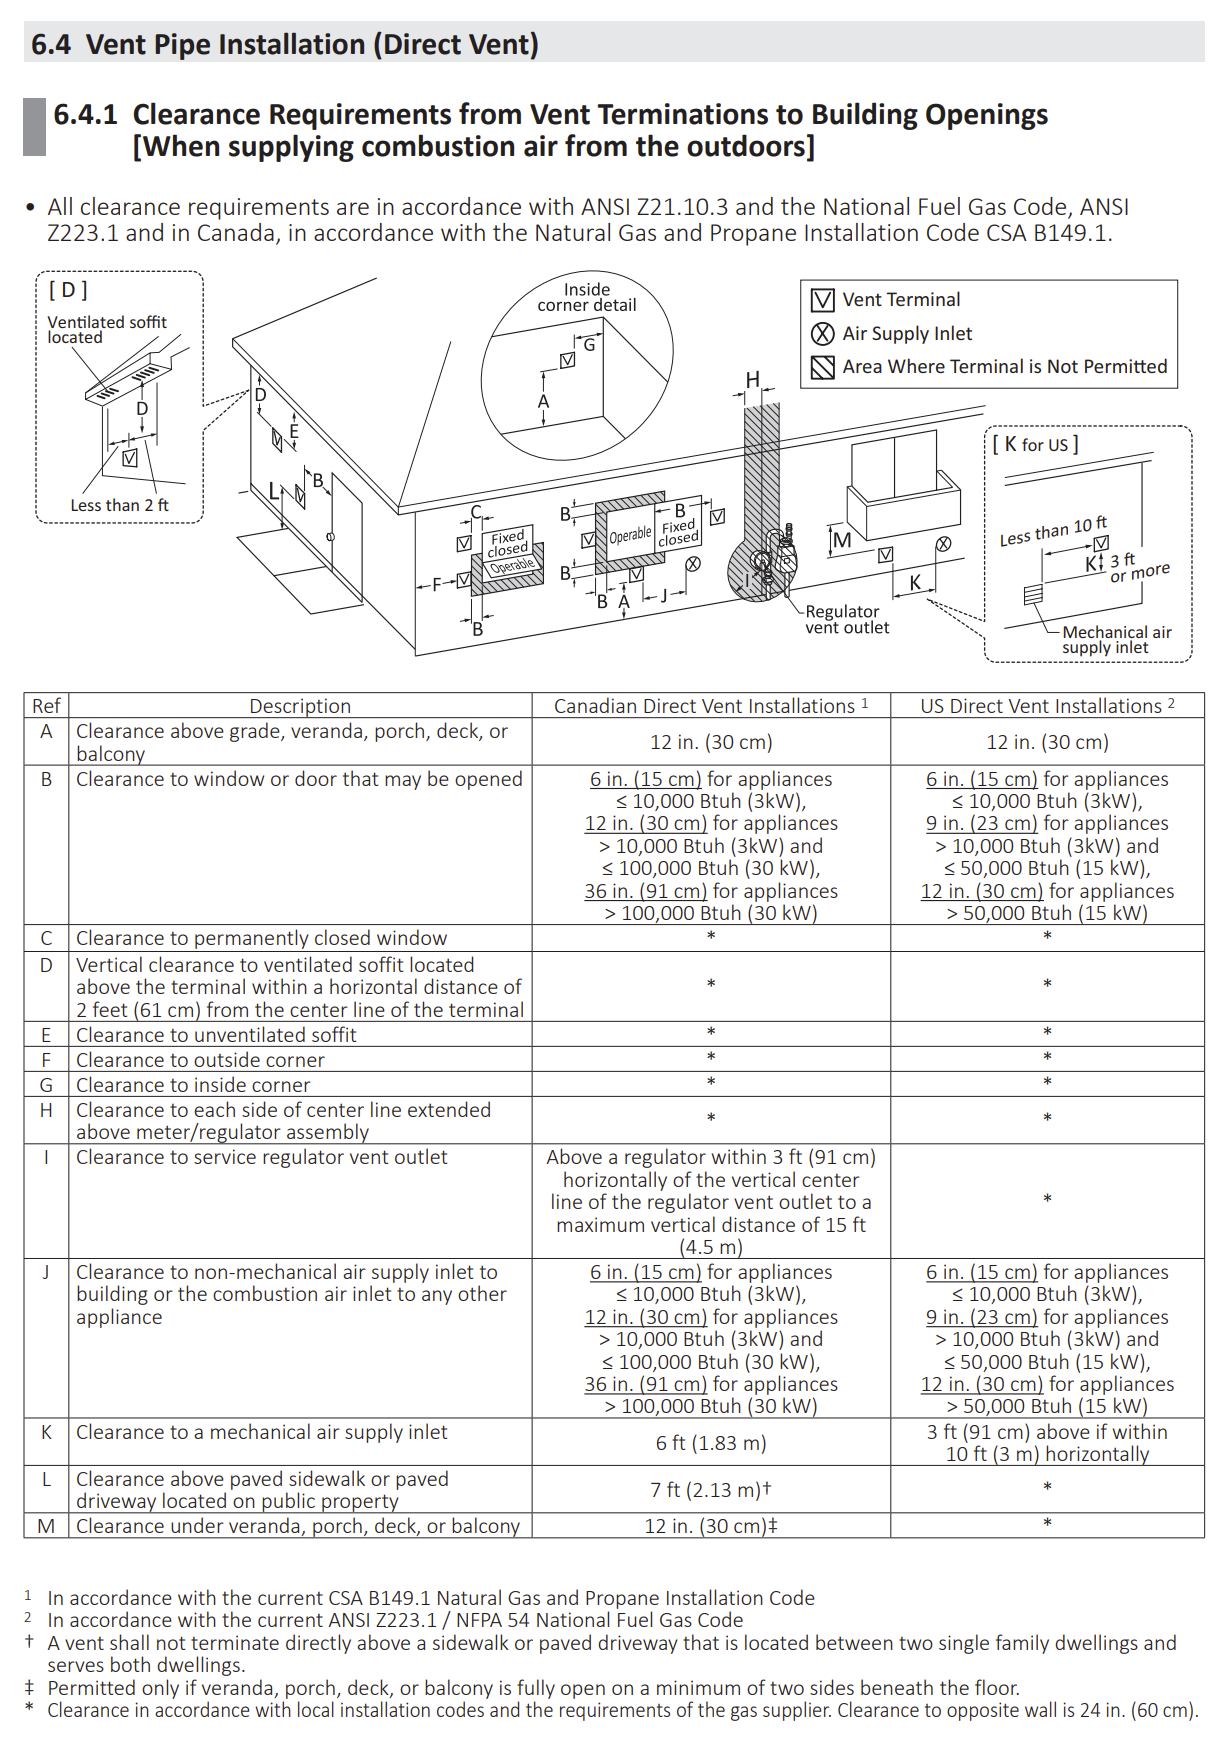 6.4 Vent Pipe Installation (Direct Vent)
6.4.1 Clearance Requirements from Vent Terminations to Building Openings
[When supplying combustion air from the outdoors]
• All clearance requirements are in accordance with ANSI Z21.10.3 and the National Fuel Gas Code, ANSI
Z223.1 and in Canada, in accordance with the Natural Gas and Propane Installation Code CSA B149.1.
[ D ]
Ventilated soffit
located
D
Less than 2 ft
D
E
B
L
Inside
corner detail
G
A
H
Vent Terminal
Air Supply Inlet
Area Where Terminal is Not Permitted
C
Fixed
closed
Operable
F
B
B
B
Operable
Fixed
closed
B
B
A
J
I
Regulator
vent outlet
M
K
[ K for US ]
Less than 10 ft
K
3 ft
or more
Mechanical air
supply inlet
Ref
Description
Canadian Direct Vent Installations 1
US Direct Vent Installations 2
A
Clearance above grade, veranda, porch, deck, or
balcony
12 in. (30 cm)
12 in. (30 cm)
B
Clearance to window or door that may be opened
6 in. (15 cm) for appliances
≤ 10,000 Btuh (3kW),
12 in. (30 cm) for appliances
> 10,000 Btuh (3kW) and
≤ 100,000 Btuh (30 kW),
36 in. (91 cm) for appliances
> 100,000 Btuh (30 kW)
6 in. (15 cm) for appliances
≤ 10,000 Btuh (3kW),
9 in. (23 cm) for appliances
> 10,000 Btuh (3kW) and
≤ 50,000 Btuh (15 kW),
12 in. (30 cm) for appliances
> 50,000 Btuh (15 kW)
C
Clearance to permanently closed window
*
*
D
Vertical clearance to ventilated soffit located
above the terminal within a horizontal distance of
2 feet (61 cm) from the center line of the terminal
*
*
E
Clearance to unventilated soffit
*
*
F
Clearance to outside corner
*
*
G
Clearance to inside corner
*
*
H
Clearance to each side of center line extended
above meter/regulator assembly
*
*
I
Clearance to service regulator vent outlet
Above a regulator within 3 ft (91 cm)
horizontally of the vertical center
line of the regulator vent outlet to a
maximum vertical distance of 15 ft
(4.5 m)
*
J
Clearance to non-mechanical air supply inlet to
building or the combustion air inlet to any other
appliance
6 in. (15 cm) for appliances
≤ 10,000 Btuh (3kW),
12 in. (30 cm) for appliances
> 10,000 Btuh (3kW) and
≤ 100,000 Btuh (30 kW),
36 in. (91 cm) for appliances
> 100,000 Btuh (30 kW)
6 in. (15 cm) for appliances
≤ 10,000 Btuh (3kW),
9 in. (23 cm) for appliances
> 10,000 Btuh (3kW) and
≤ 50,000 Btuh (15 kW),
12 in. (30 cm) for appliances
> 50,000 Btuh (15 kW)
K
Clearance to a mechanical air supply inlet
6 ft (1.83 m)
3 ft (91 cm) above if within
10 ft (3 m) horizontally
L
Clearance above paved sidewalk or paved
driveway located on public property
7 ft (2.13 m)†
*
M
Clearance under veranda, porch, deck, or balcony
12 in. (30 cm)‡
*
1 In accordance with the current CSA B149.1 Natural Gas and Propane Installation Code
2 In accordance with the current ANSI Z223.1 / NFPA 54 National Fuel Gas Code
† A vent shall not terminate directly above a sidewalk or paved driveway that is located between two single family dwellings and
serves both dwellings.
‡ Permitted only if veranda, porch, deck, or balcony is fully open on a minimum of two sides beneath the floor.
* Clearance in accordance with local installation codes and the requirements of the gas supplier. Clearance to opposite wall is 24 in. (60 cm).